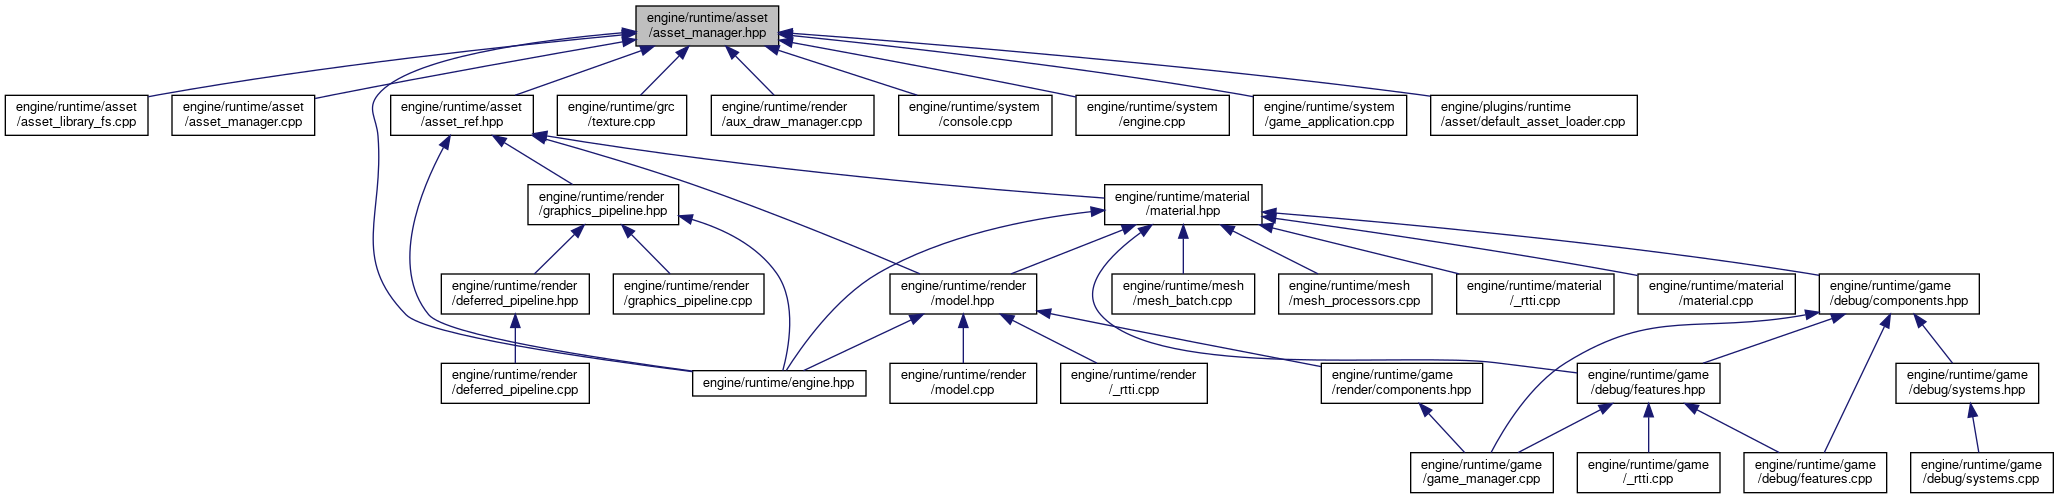 engine/runtime/asset
/asset_manager.hpp
engine/runtime/asset
/asset_library_fs.cpp
engine/runtime/asset
/asset_manager.cpp
engine/runtime/asset
/asset_ref.hpp
engine/runtime/grc
/texture.cpp
engine/runtime/render
/aux_draw_manager.cpp
engine/runtime/system
/console.cpp
engine/runtime/system
/engine.cpp
engine/runtime/system
/game_application.cpp
engine/plugins/runtime
/asset/default_asset_loader.cpp
engine/runtime/render
/graphics_pipeline.hpp
engine/runtime/material
/material.hpp
engine/runtime/render
/deferred_pipeline.hpp
engine/runtime/render
/graphics_pipeline.cpp
engine/runtime/render
/model.hpp
engine/runtime/mesh
/mesh_batch.cpp
engine/runtime/mesh
/mesh_processors.cpp
engine/runtime/material
/_rtti.cpp
engine/runtime/material
/material.cpp
engine/runtime/game
/debug/components.hpp
engine/runtime/render
/deferred_pipeline.cpp
engine/runtime/engine.hpp
engine/runtime/render
/model.cpp
engine/runtime/render
/_rtti.cpp
engine/runtime/game
/render/components.hpp
engine/runtime/game
/debug/features.hpp
engine/runtime/game
/debug/systems.hpp
engine/runtime/game
/game_manager.cpp
engine/runtime/game
/_rtti.cpp
engine/runtime/game
/debug/features.cpp
engine/runtime/game
/debug/systems.cpp